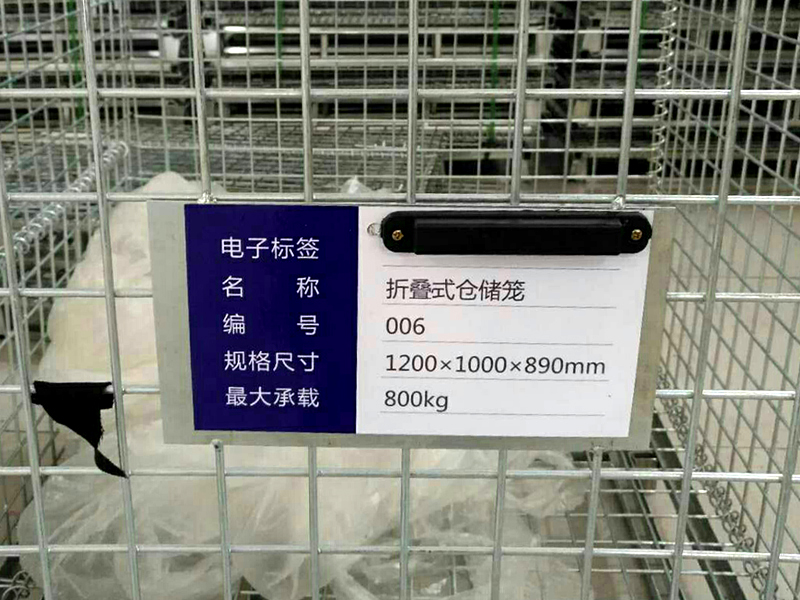 电子标签
名 称 折叠式仓储笼
编 号 006
规格尺寸 1200×1000×890mm
最大承载 800kg